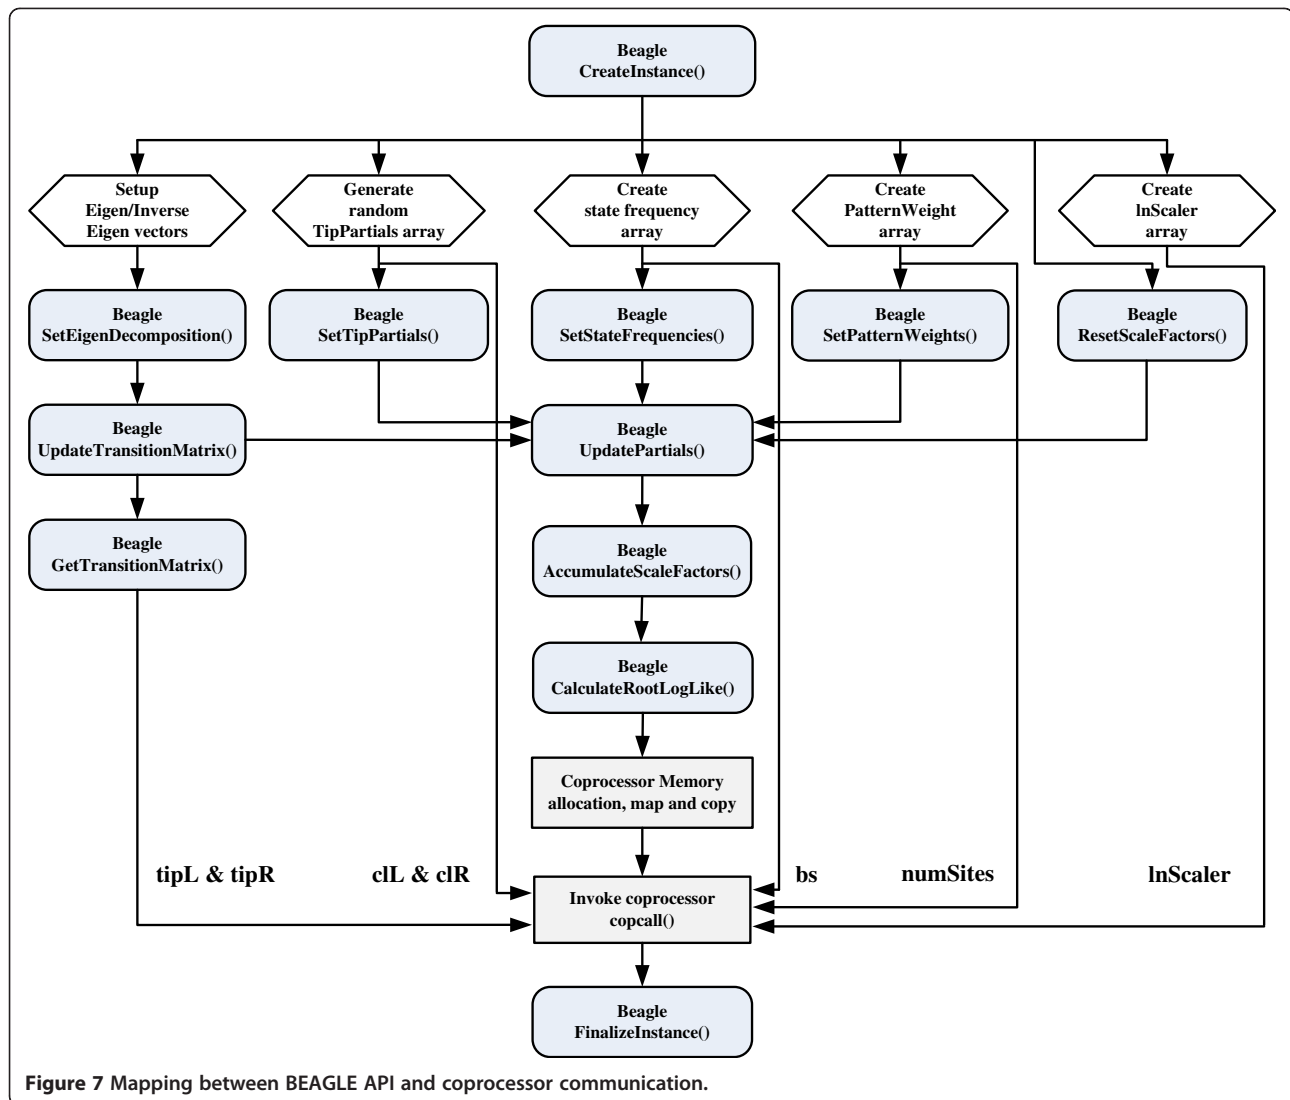 Beagle
CreateInstance()
Setup
Eigen/Inverse
Eigen vectors
Generate
random
TipPartials array
Create
state frequency
array
Create
PatternWeight
array
Create
lnScaler
array
Beagle
SetEigenDecomposition()
Beagle
SetTipPartials()
Beagle
SetStateFrequencies()
Beagle
SetPatternWeights()
Beagle
ResetScaleFactors()
Beagle
UpdateTransitionMatrix()
Beagle
UpdatePartials()
Beagle
GetTransitionMatrix()
Beagle
AccumulateScaleFactors()
Beagle
CalculateRootLogLike()
Coprocessor Memory
allocation, map and copy
tipL & tipR
clL & clR
bs
numSites
lnScaler
Invoke coprocessor
copcall()
Beagle
FinalizeInstance()
Figure 7 Mapping between BEAGLE API and coprocessor communication.